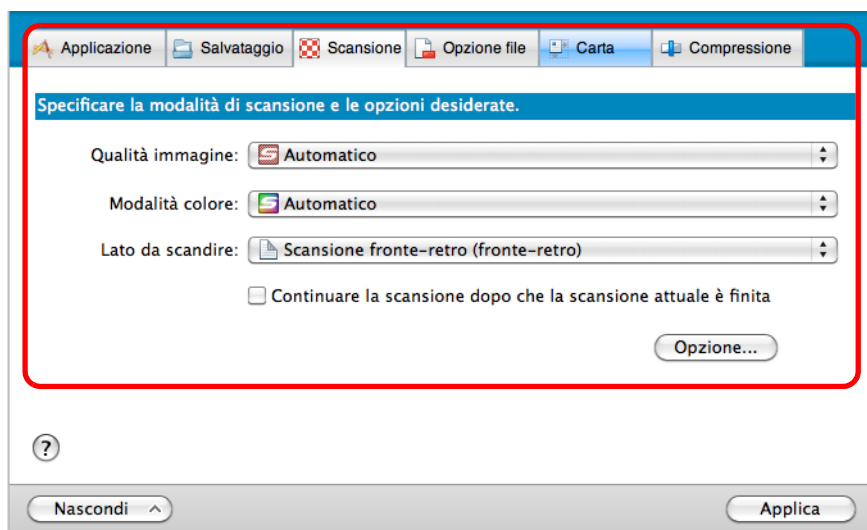 Applicazione Salvataggio Scansione Opzione file Carta Compressione
Specificare la modalità di scansione e le opzioni desiderate.
Qualità immagine: Automatico
Modalità colore: Automatico
Lato da scandire: Scansione fronte-retro (fronte-retro)
Continuare la scansione dopo che la scansione attuale è finita
Opzione...
?
Nascondi Applica